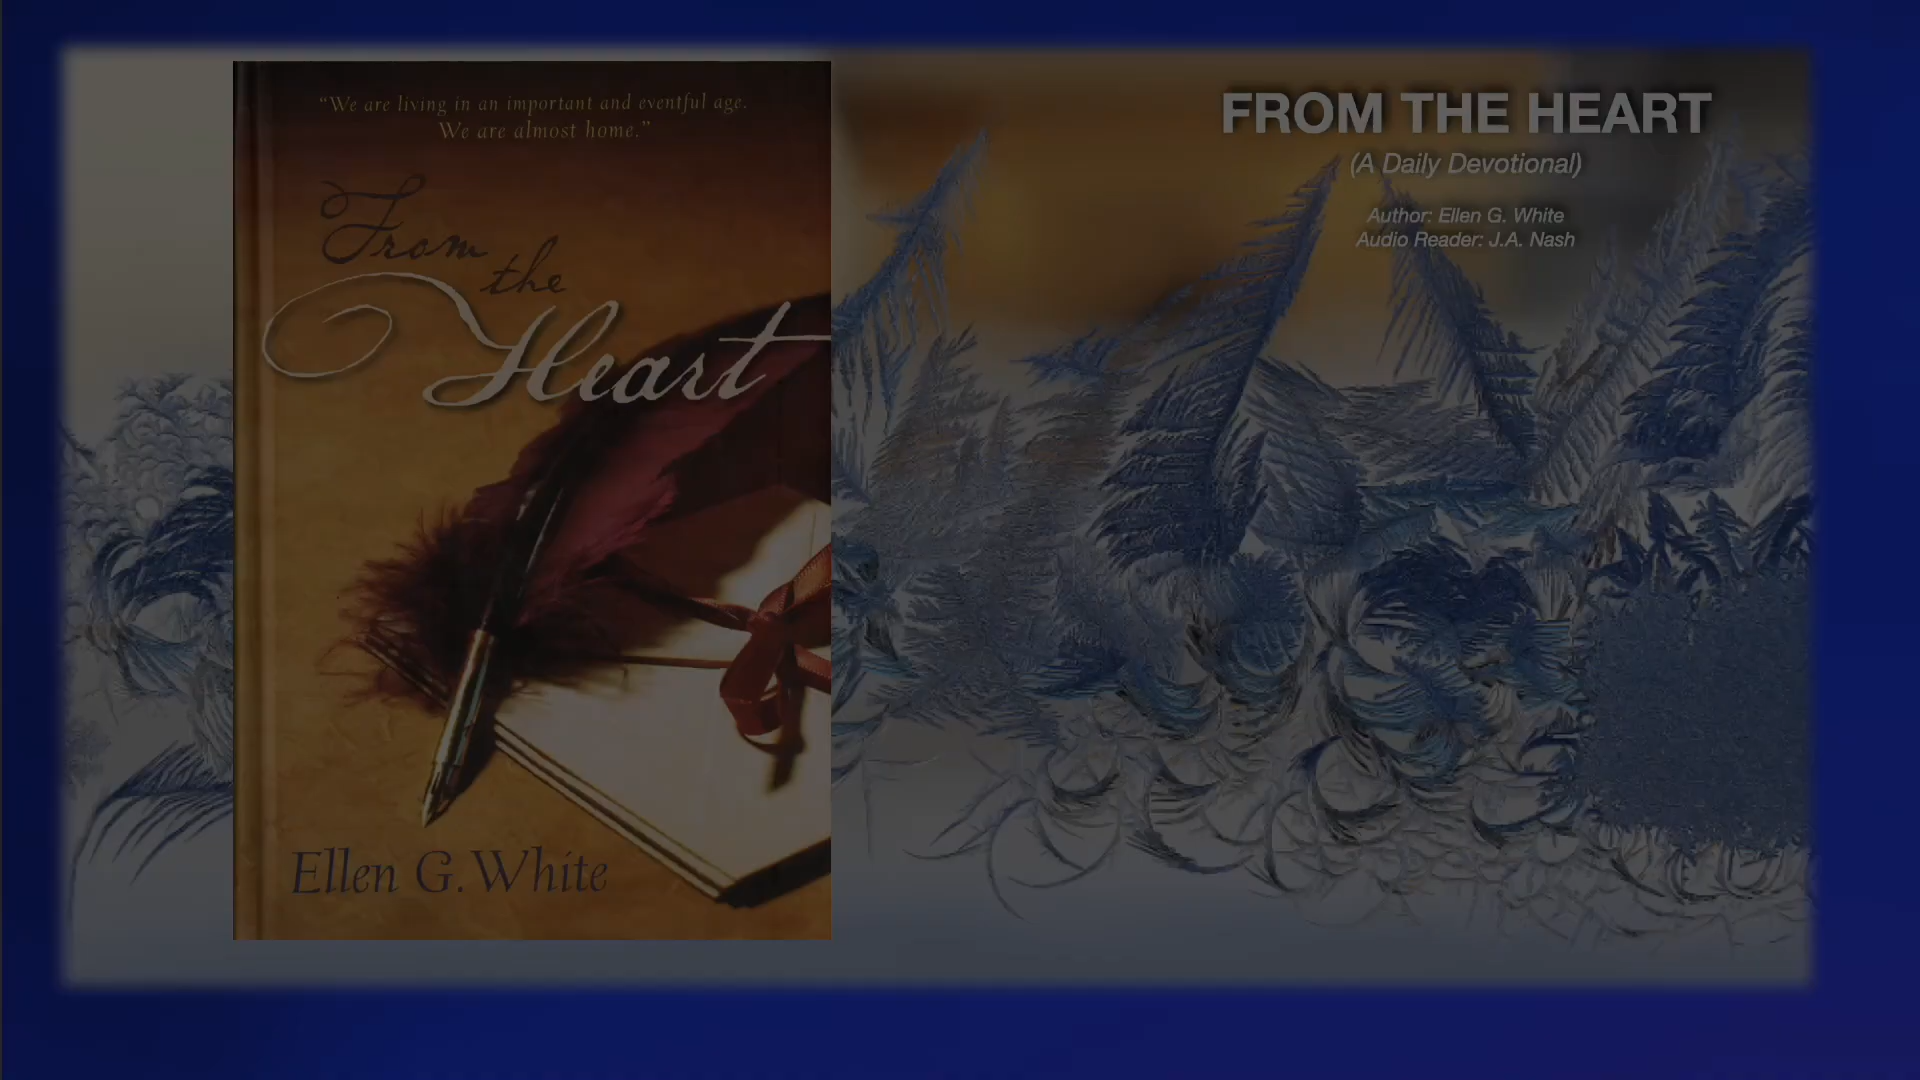 “We are living in an important and eventful age.
We are almost home.”
From
the
Heart
Ellen G. White
FROM THE HEART
(A Daily Devotional)
Author: Ellen G. White
Audio Reader: J.A. Nash